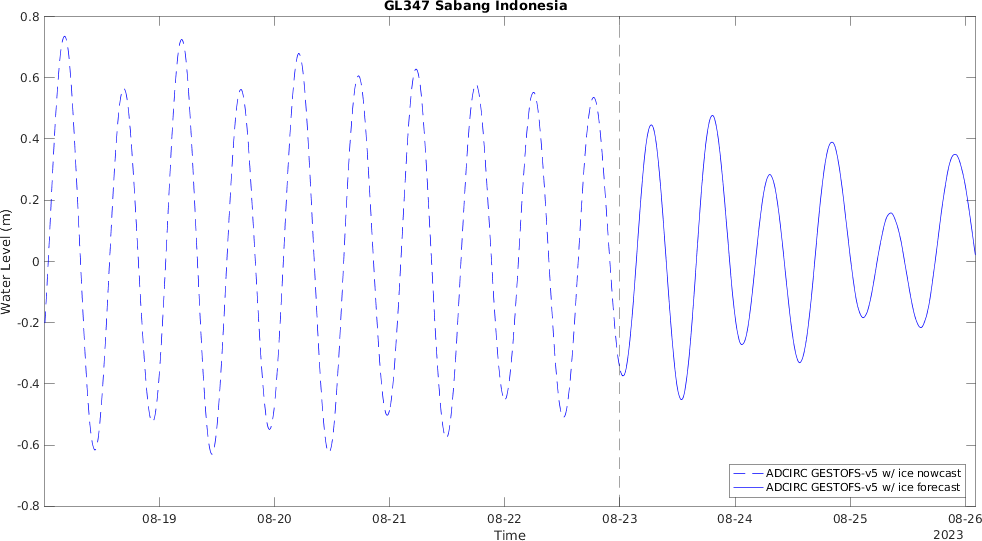 GL347 Sabang Indonesia
Water Level (m)
0.8
0.6
0.4
0.2
0
-0.2
-0.4
-0.6
-0.8
ADCIRC GESTOFS-v5 w/ ice nowcast
ADCIRC GESTOFS-v5 w/ ice forecast
08-19 08-20 08-21 08-22 08-23 08-24 08-25 08-26
Time 2023